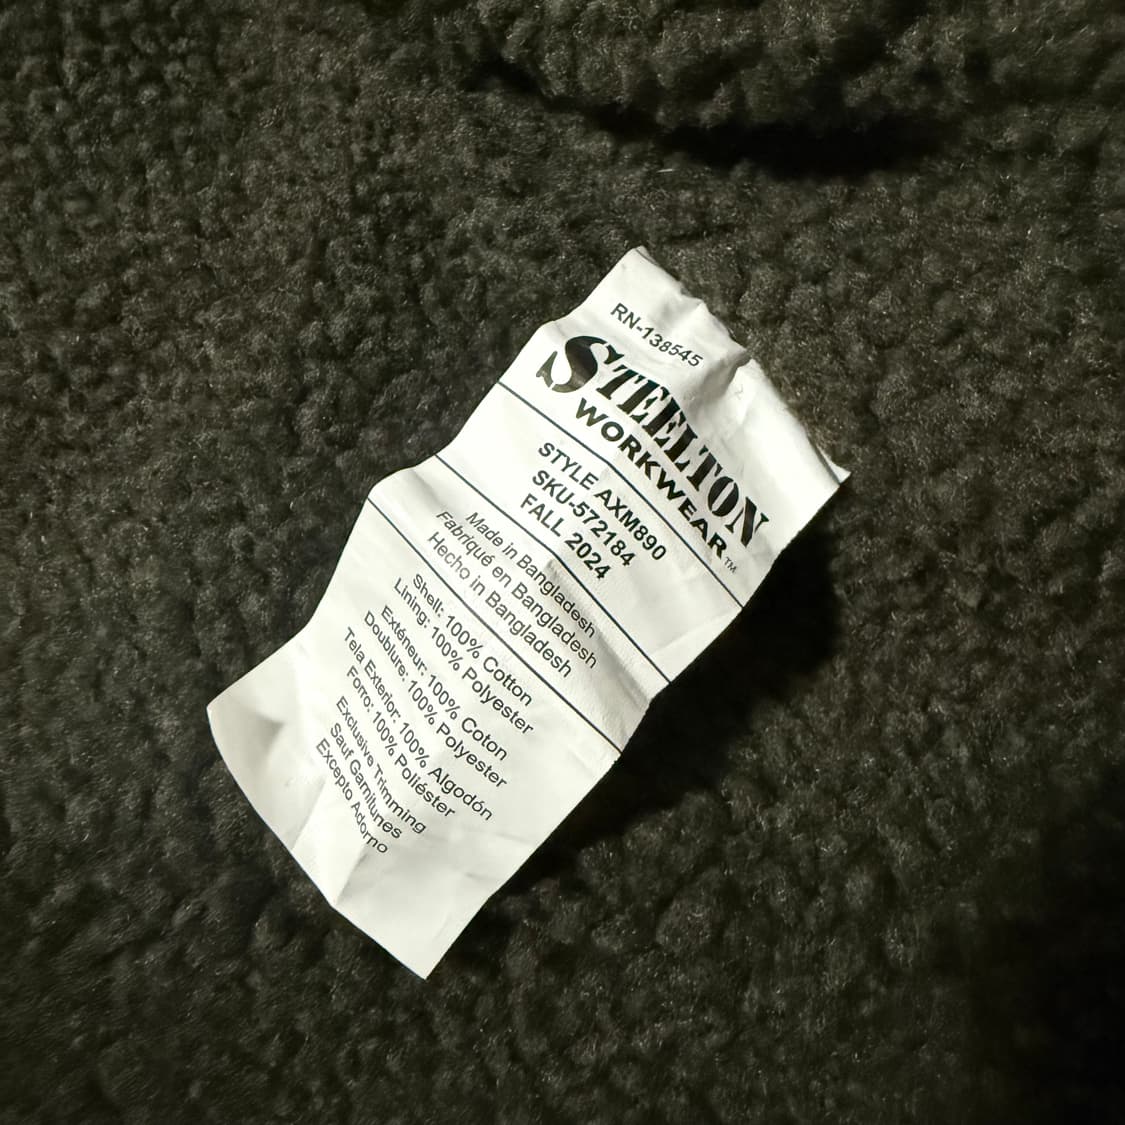 RN-138545
STEELTON
WORKWEAR™
STYLE AXM890
SKU-572184
FALL 2024
Made in Bangladesh
Fabriqué en Bangladesh
Hecho in Bangladesh
Shell: 100% Cotton
Lining: 100% Polyester
Exténeur: 100% Coton
Doublure: 100% Polyester
Tela Exterior: 100% Algodón
Forro: 100% Poliéster
Exclusive Trimming
Sauf Garnitures
Excepto Adorno